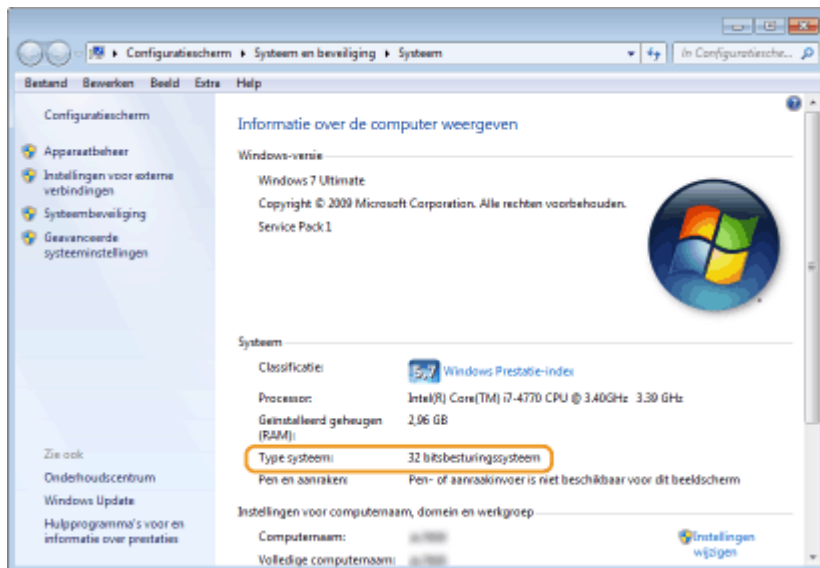 Configuratiescherm ▸ Systeem en beveiliging ▸ Systeem
In Configuratiesche...
Bestand Bewerken Beeld Extra Help
Configuratiescherm
Apparaatbeheer
Instellingen voor externe
verbindingen
Systeembeveiliging
Geavanceerde
systeeminstellingen
Zie ook
Onderhoudscentrum
Windows Update
Hulpprogramma's voor en
informatie over prestaties
Informatie over de computer weergeven
Windows-versie
Windows 7 Ultimate
Copyright © 2009 Microsoft Corporation. Alle rechten voorbehouden.
Service Pack 1
Systeem
Classificatie: 5,7 Windows Prestatie-index
Processor: Intel(R) Core(TM) i7-4770 CPU @ 3.40GHz 3.39 GHz
Geïnstalleerd geheugen 2,96 GB
(RAM):
Type systeem: 32 bitsbesturingssysteem
Pen en aanraken: Pen- of aanraakinvoer is niet beschikbaar voor dit beeldscherm
Instellingen voor computernaam, domein en werkgroep
Computernaam:
Instellingen
wijzigen
Volledige computernaam: